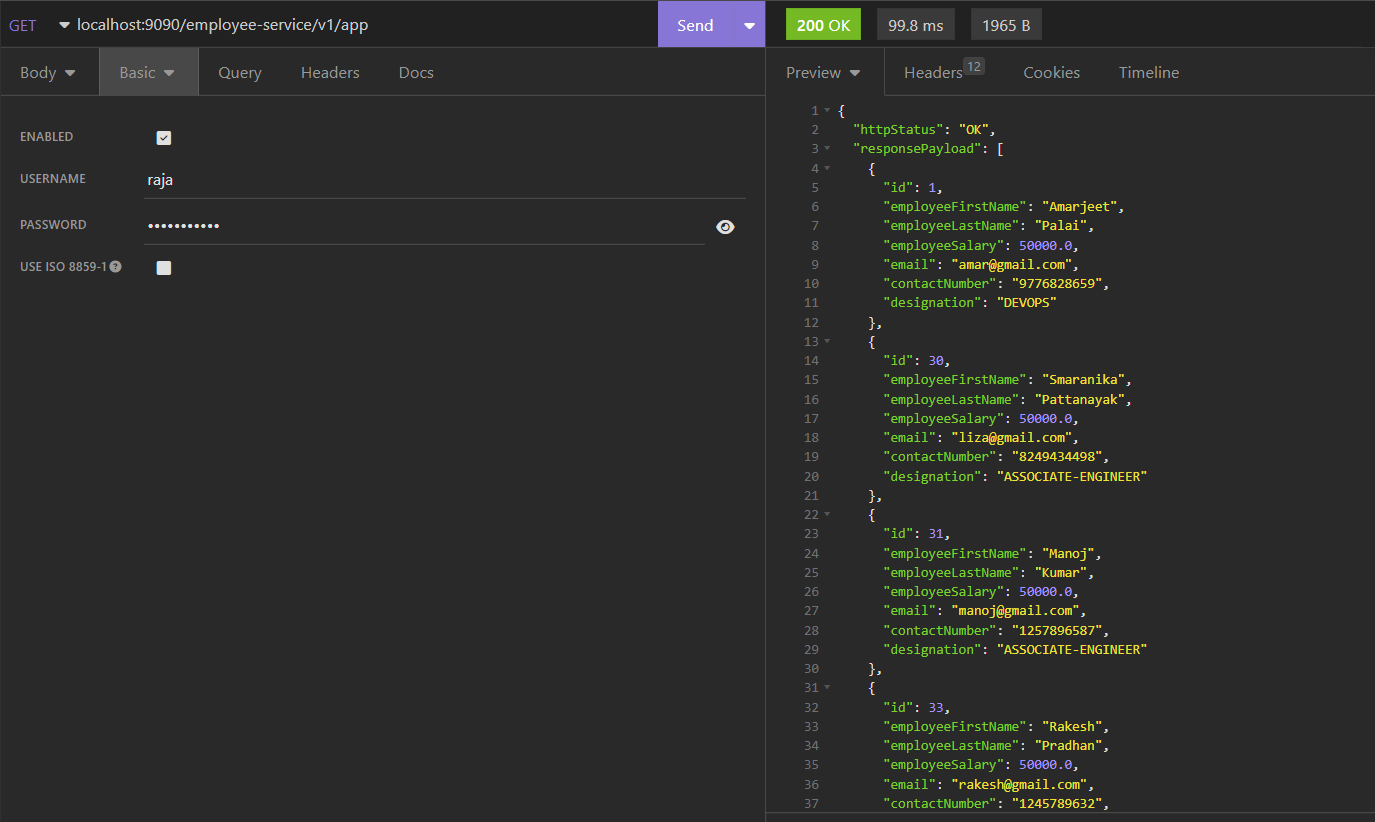 GET localhost:9090/employee-service/v1/app Send 200 OK 99.8 ms 1965 B
Body Basic Query Headers Docs
ENABLED
USERNAME raja
PASSWORD •••••••••••
USE ISO 8859-1 ?
Preview Headers 12 Cookies Timeline
1 {
2 "httpStatus": "OK",
3 "responsePayload": [
4 {
5 "id": 1,
6 "employeeFirstName": "Amarjeet",
7 "employeeLastName": "Palai",
8 "employeeSalary": 50000.0,
9 "email": "amar@gmail.com",
10 "contactNumber": "9776828659",
11 "designation": "DEVOPS"
12 },
13 {
14 "id": 30,
15 "employeeFirstName": "Smaranika",
16 "employeeLastName": "Pattanayak",
17 "employeeSalary": 50000.0,
18 "email": "liza@gmail.com",
19 "contactNumber": "8249434498",
20 "designation": "ASSOCIATE-ENGINEER"
21 },
22 {
23 "id": 31,
24 "employeeFirstName": "Manoj",
25 "employeeLastName": "Kumar",
26 "employeeSalary": 50000.0,
27 "email": "manoj@gmail.com",
28 "contactNumber": "1257896587",
29 "designation": "ASSOCIATE-ENGINEER"
30 },
31 {
32 "id": 33,
33 "employeeFirstName": "Rakesh",
34 "employeeLastName": "Pradhan",
35 "employeeSalary": 50000.0,
36 "email": "rakesh@gmail.com",
37 "contactNumber": "1245789632",